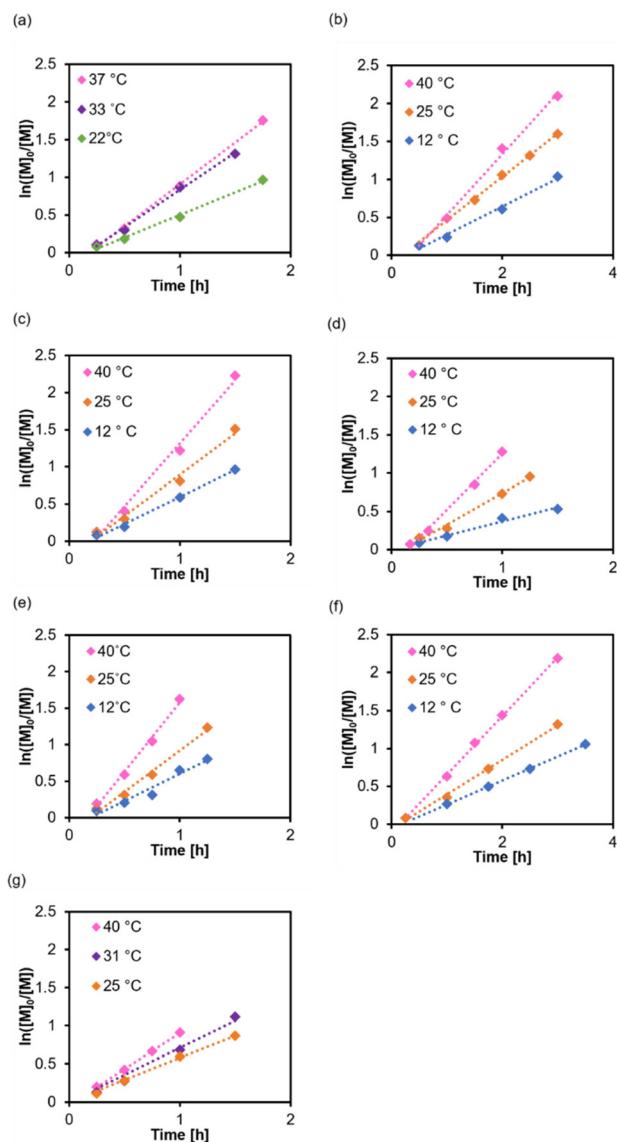 (a)
2.5
2
1.5
1
0.5
0
ln([M]₀/[M])
37 °C
33 °C
22°C
0 1 2
Time [h]
(b)
2.5
2
1.5
1
0.5
0
ln([M]₀/[M])
40 °C
25 °C
12 ° C
0 2 4
Time [h]
(c)
2.5
2
1.5
1
0.5
0
ln([M]₀/[M])
40 °C
25 °C
12 ° C
0 1 2
Time [h]
(d)
2.5
2
1.5
1
0.5
0
ln([M]₀/[M])
40 °C
25 °C
12 ° C
0 1 2
Time [h]
(e)
2.5
2
1.5
1
0.5
0
ln([M]₀/[M])
40°C
25°C
12°C
0 1 2
Time [h]
(f)
2.5
2
1.5
1
0.5
0
ln([M]₀/[M])
40 °C
25 °C
12 ° C
0 2 4
Time [h]
(g)
2.5
2
1.5
1
0.5
0
ln([M]₀/[M])
40 °C
31 °C
25 °C
0 1 2
Time [h]